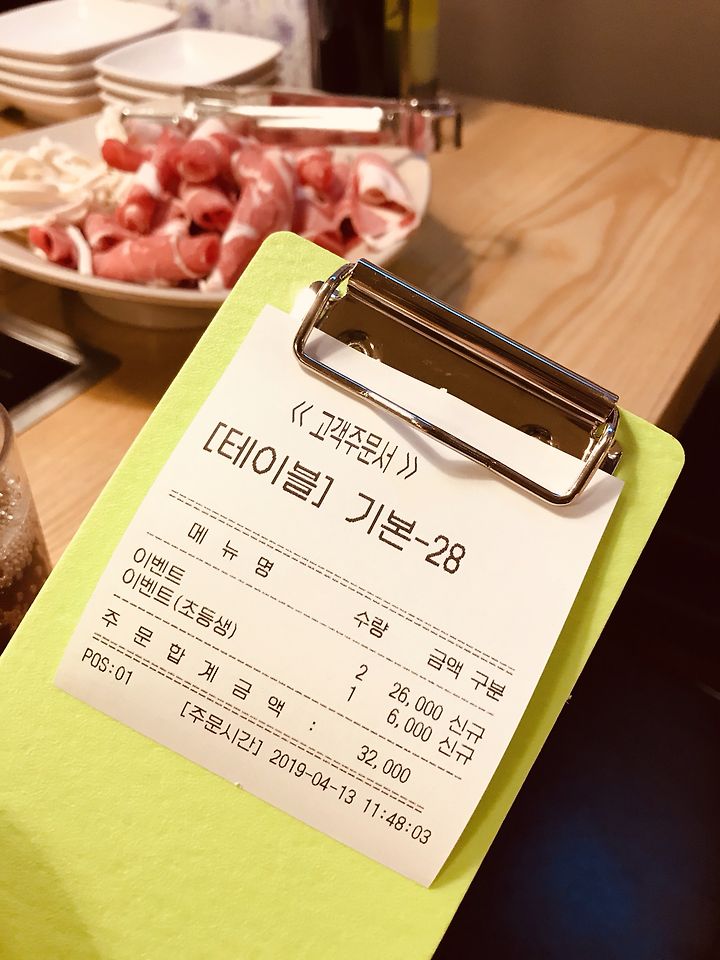 《 고객주문서 》
[테이블] 기본-28
메 뉴 명 수량 금액 구분
이벤트 2 26,000 신규
이벤트(초등생) 1 6,000 신규
주 문 합 계 금 액 : 32,000
POS:01 [주문시간] 2019-04-13 11:48:03